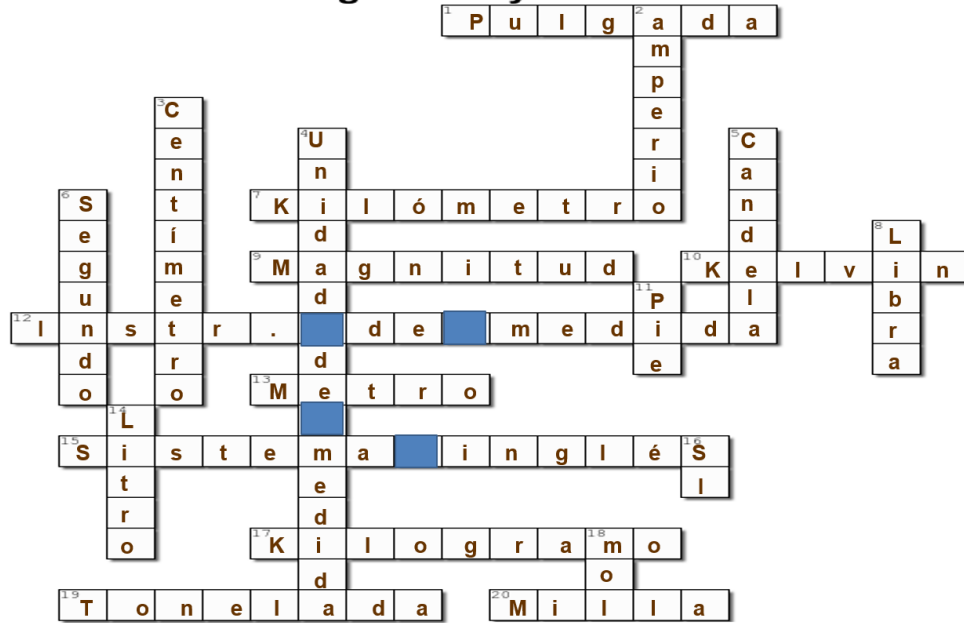 1 Pulgada
2 amperio
3 Centímetro
4 Unidad de medida
5 Candela
6 Segundo
7 Kilómetro
8 Libra
9 Magnitud
10 Kelvin
11 Pie
12 Instr. de medida
13 Metro
14 Litro
15 Sistema ingléS
16 SI
17 Kilogramo
18 mol
19 Tonelada
20 Milla